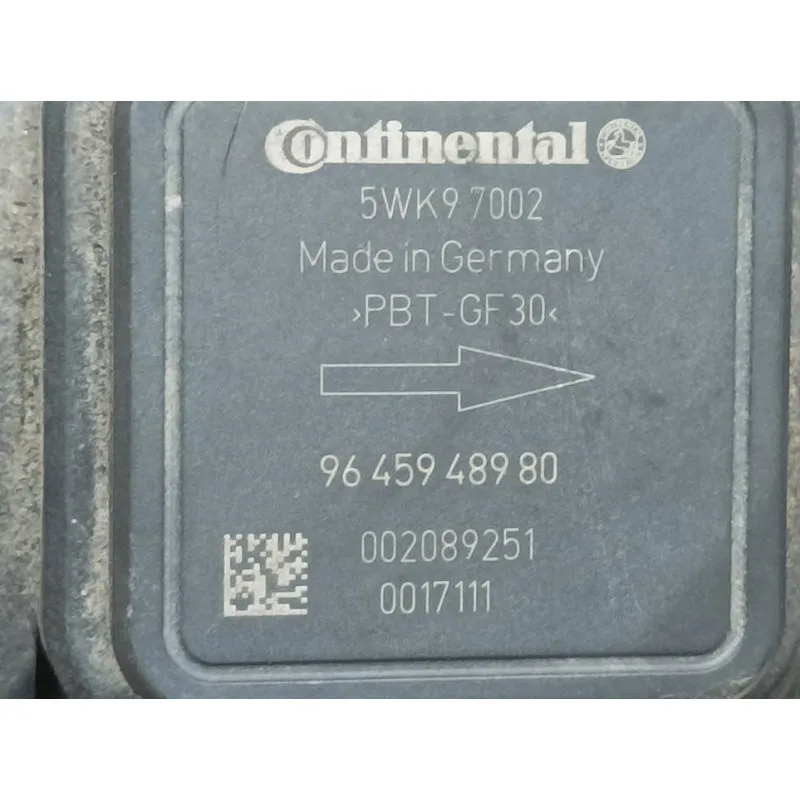 Continental
5WK9 7002
Made in Germany
›PBT-GF30‹
96 459 489 80
002089251
0017111